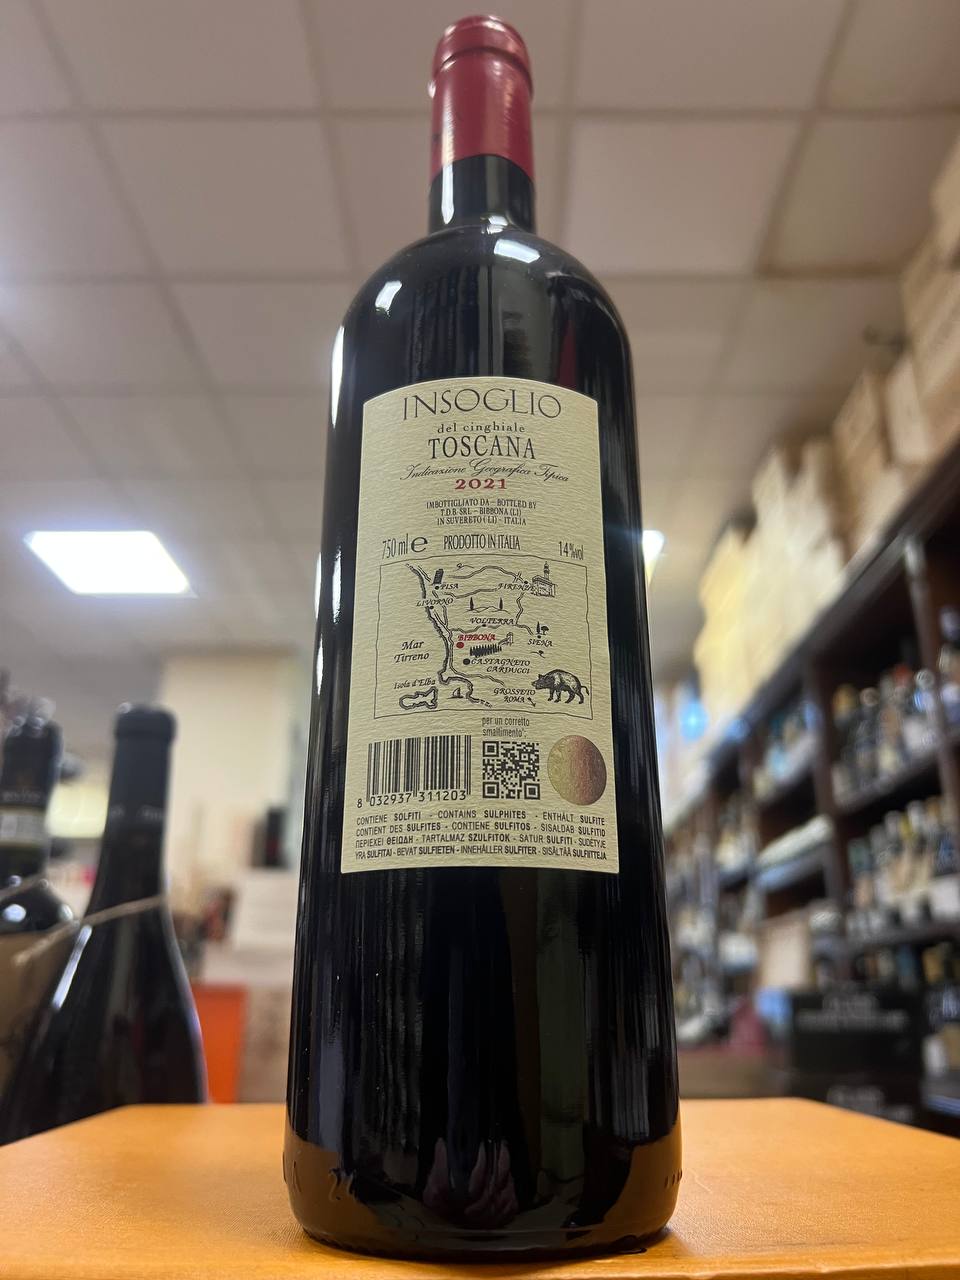 INSOGLIO
del cinghiale
TOSCANA
Indicazione Geografica Tipica
2021
IMBOTTIGLIATO DA - BOTTLED BY
T.D.B. SRL - BIBBONA (LI)
IN SUVERETO (LI) - ITALIA
750 ml e PRODOTTO IN ITALIA 14%vol
PISA
FIRENZE
LIVORNO
VOLTERRA
BIBBONA
SIENA
Mar
Tirreno
CASTAGNETO
CARDUCCI
Isola d'Elba
GROSSETO
ROMA
per un corretto
smaltimento:
8 032937 311203
CONTIENE SOLFITI - CONTAINS SULPHITES - ENTHÄLT SULFITE
CONTIENT DES SULFITES - CONTIENE SULFITOS - SISALDAB SULFITID
ΠΕΡΙΕΧΕΙ ΘΕΙΩΔΗ - TARTALMAZ SZULFITOK - SATUR SULFITI - SUDĖTYJE
YRA SULFITAI - BEVAT SULFIETEN - INNEHÅLLER SULFITER - SISÄLTÄÄ SULFIITTEJA